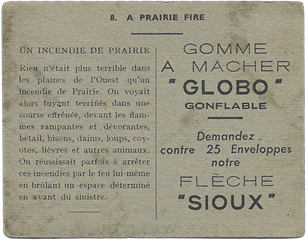 8. A PRAIRIE FIRE
UN INCENDIE DE PRAIRIE
Rien n'était plus terrible dans
les plaines de l'Ouest qu'un
incendie de Prairie. On voyait
alors fuyant terrifiés dans une
course effrénée, devant les flam-
mes rampantes et dévorantes,
bétail, bisons, daims, loups, coy-
otes, lièvres et autres animaux.
On réussissait parfois à arrêter
ces incendies par le feu lui-même
en brûlant un espace déterminé
en avant du sinistre.
GOMME
A MACHER
"GLOBO"
GONFLABLE
Demandez
contre 25 Enveloppes
notre
FLÈCHE
"SIOUX"